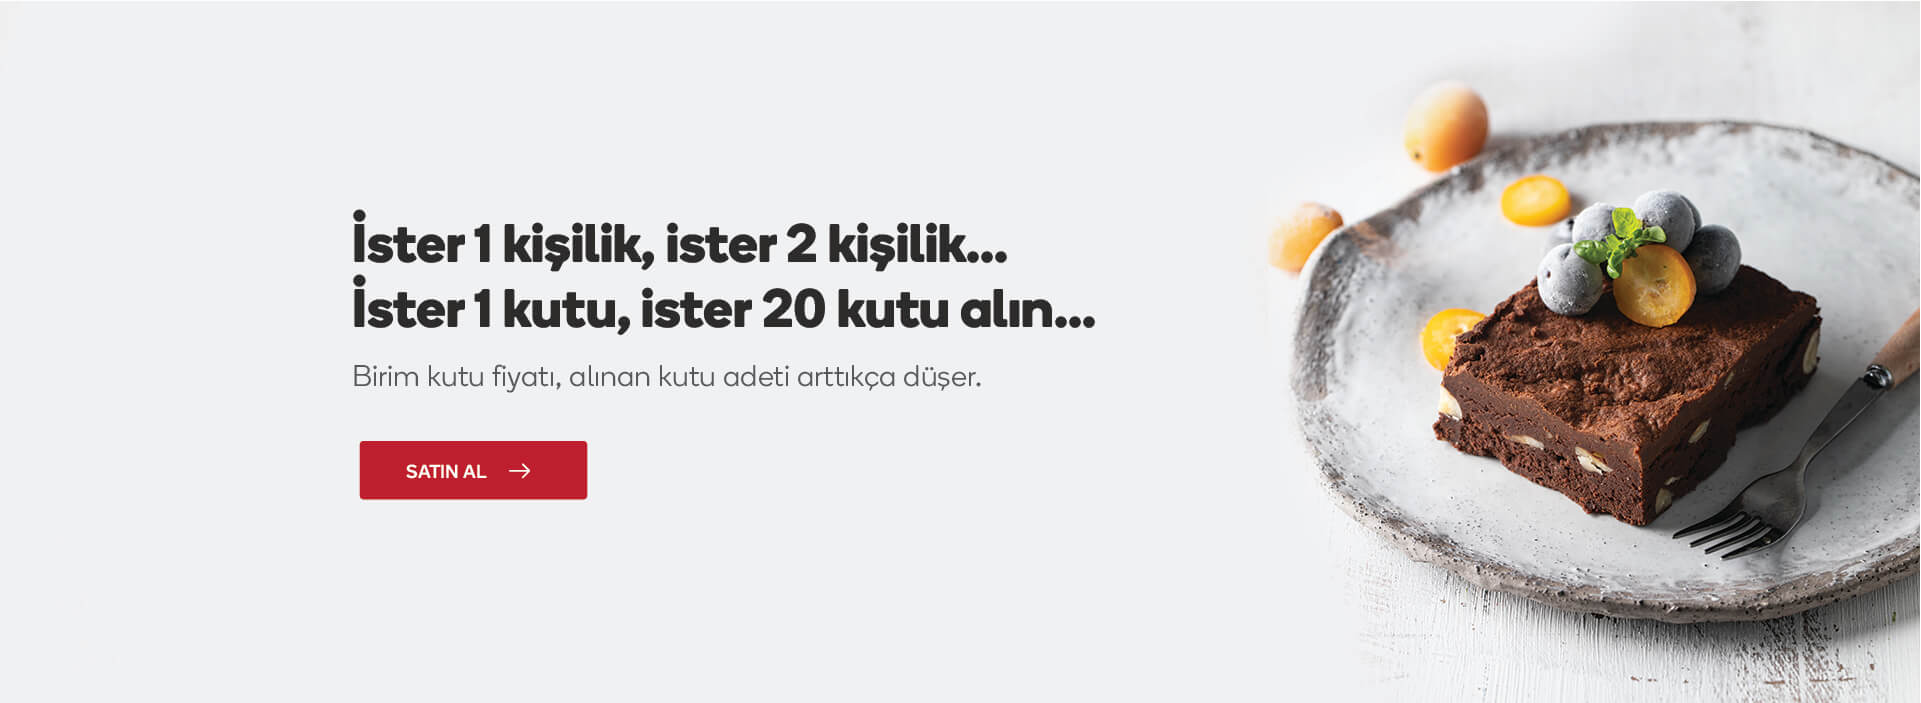 İster 1 kişilik, ister 2 kişilik...
İster 1 kutu, ister 20 kutu alın...
Birim kutu fiyatı, alınan kutu adeti arttıkça düşer.
SATIN AL